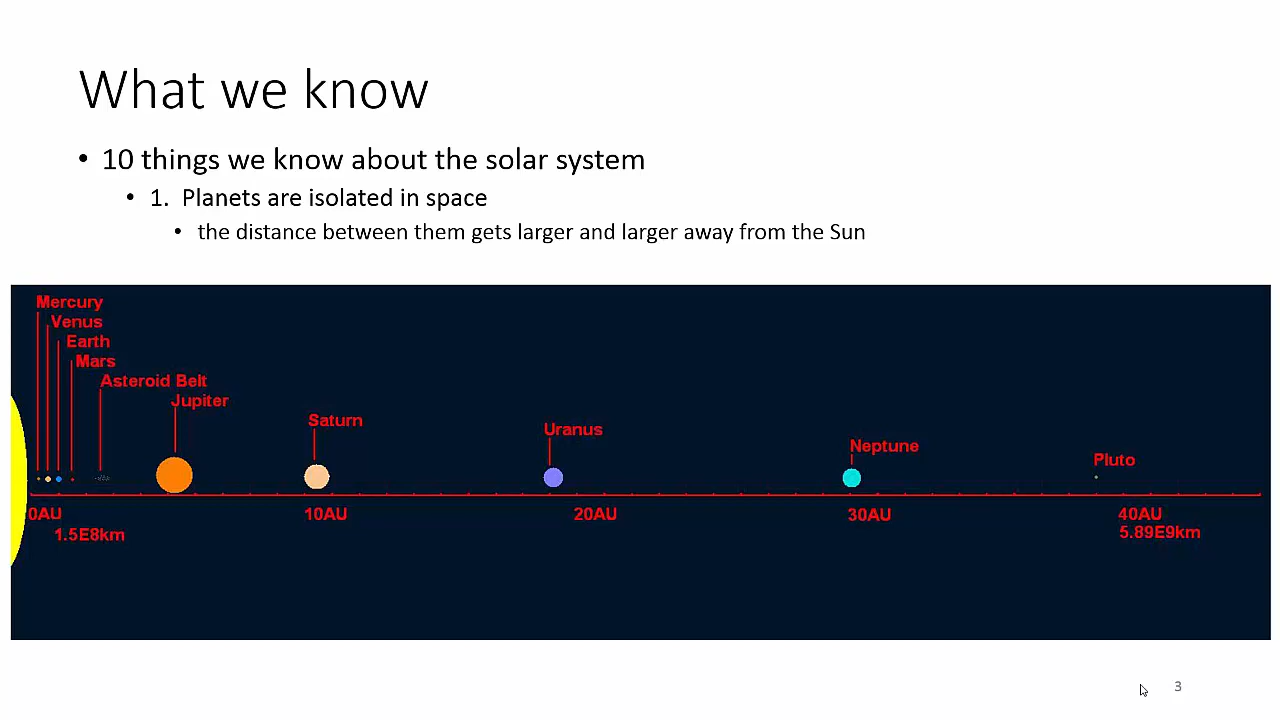 What we know
• 10 things we know about the solar system
• 1. Planets are isolated in space
• the distance between them gets larger and larger away from the Sun
Mercury
Venus
Earth
Mars
Asteroid Belt
Jupiter
Saturn
Uranus
Neptune
Pluto
0AU 10AU 20AU 30AU 40AU
1.5E8km 5.89E9km
3